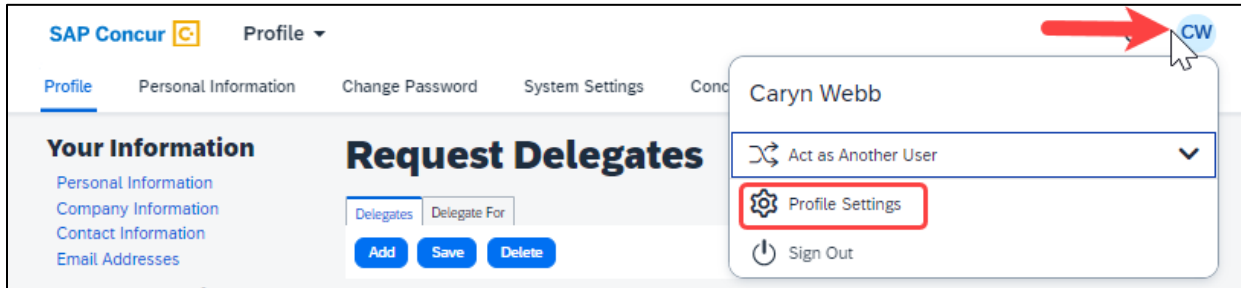 SAP Concur C Profile
CW
Profile Personal Information Change Password System Settings Conc
Caryn Webb
Act as Another User
Profile Settings
Sign Out
Your Information
Personal Information
Company Information
Contact Information
Email Addresses
Request Delegates
Delegates Delegate For
Add Save Delete